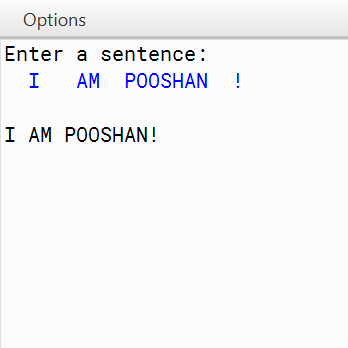 Options
Enter a sentence:
  I   AM  POOSHAN  !
I AM POOSHAN!